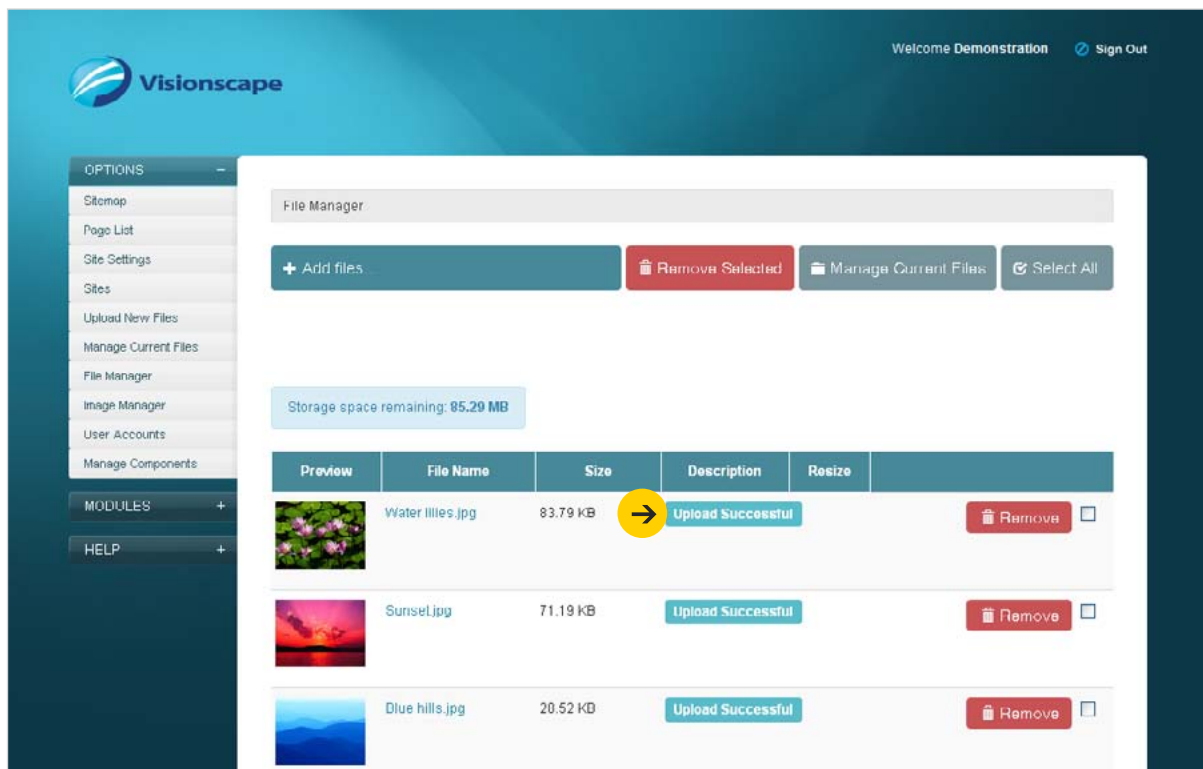 Welcome Demonstration
Sign Out
Visionscape
OPTIONS −
Sitemap
Page List
Site Settings
Sites
Upload New Files
Manage Current Files
File Manager
Image Manager
User Accounts
Manage Components
MODULES +
HELP +
File Manager
+ Add files...
Remove Selected
Manage Current Files
Select All
Storage space remaining: 85.29 MB
Preview File Name Size Description Resize
Water lilies.jpg 83.79 KB Upload Successful Remove
Sunset.jpg 71.19 KB Upload Successful Remove
Blue hills.jpg 20.52 KB Upload Successful Remove